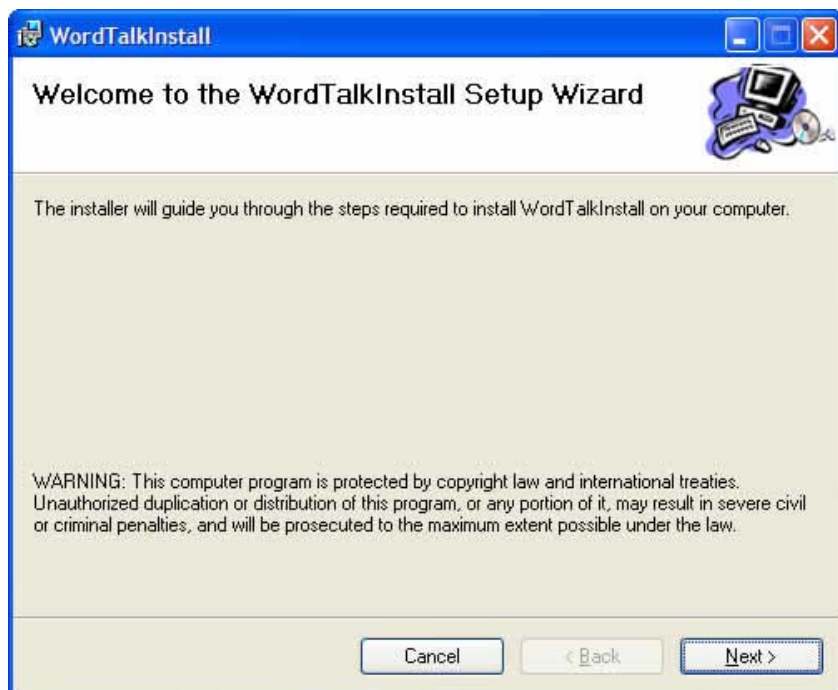 WordTalkInstall
Welcome to the WordTalkInstall Setup Wizard
The installer will guide you through the steps required to install WordTalkInstall on your computer.
WARNING: This computer program is protected by copyright law and international treaties.
Unauthorized duplication or distribution of this program, or any portion of it, may result in severe civil
or criminal penalties, and will be prosecuted to the maximum extent possible under the law.
Cancel < Back Next >